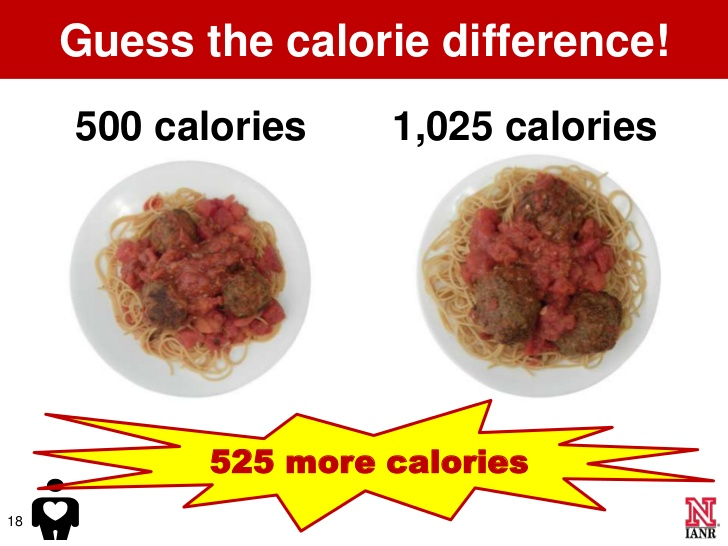 Guess the calorie difference!
500 calories
1,025 calories
525 more calories
18
N
IANR